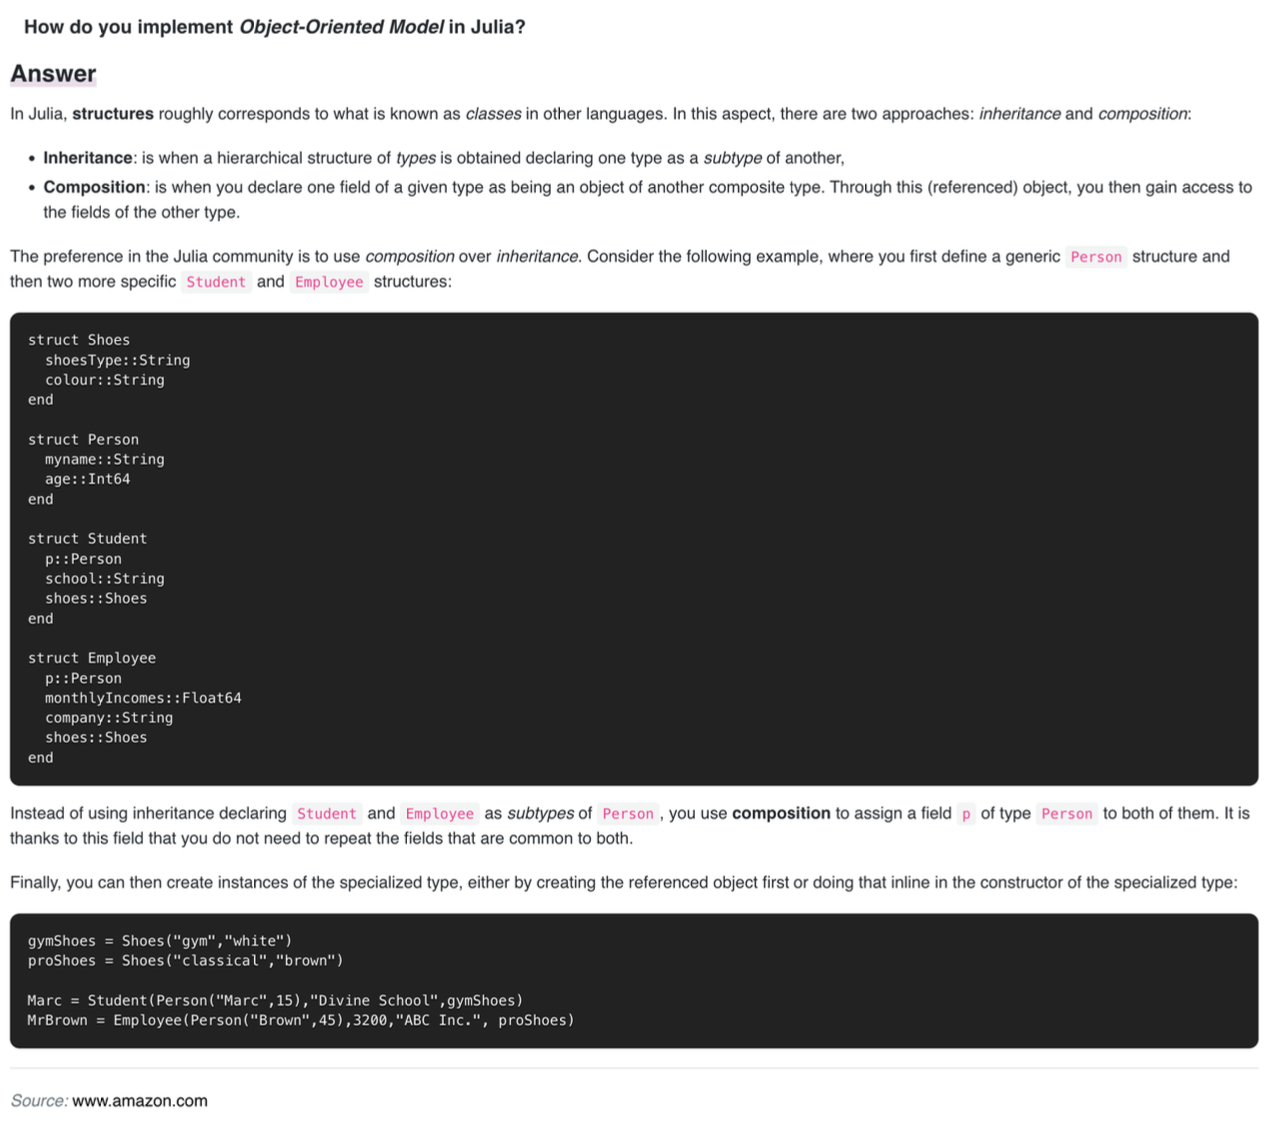 How do you implement Object-Oriented Model in Julia?
Answer
In Julia, structures roughly corresponds to what is known as classes in other languages. In this aspect, there are two approaches: inheritance and composition:
• Inheritance: is when a hierarchical structure of types is obtained declaring one type as a subtype of another,
• Composition: is when you declare one field of a given type as being an object of another composite type. Through this (referenced) object, you then gain access to
the fields of the other type.
The preference in the Julia community is to use composition over inheritance. Consider the following example, where you first define a generic Person structure and
then two more specific Student and Employee structures:
struct Shoes
  shoesType::String
  colour::String
end
struct Person
  myname::String
  age::Int64
end
struct Student
  p::Person
  school::String
  shoes::Shoes
end
struct Employee
  p::Person
  monthlyIncomes::Float64
  company::String
  shoes::Shoes
end
Instead of using inheritance declaring Student and Employee as subtypes of Person , you use composition to assign a field p of type Person to both of them. It is
thanks to this field that you do not need to repeat the fields that are common to both.
Finally, you can then create instances of the specialized type, either by creating the referenced object first or doing that inline in the constructor of the specialized type:
gymShoes = Shoes("gym","white")
proShoes = Shoes("classical","brown")
Marc = Student(Person("Marc",15),"Divine School",gymShoes)
MrBrown = Employee(Person("Brown",45),3200,"ABC Inc.", proShoes)
Source: www.amazon.com